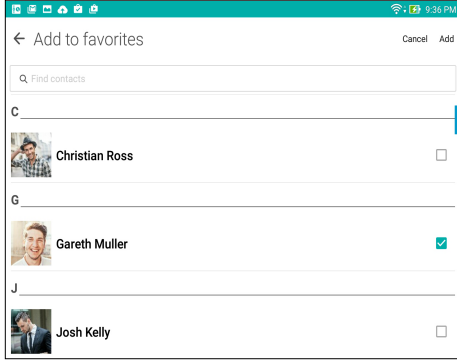 9:36 PM
Add to favorites
Cancel Add
Find contacts
C
Christian Ross
G
Gareth Muller
J
Josh Kelly